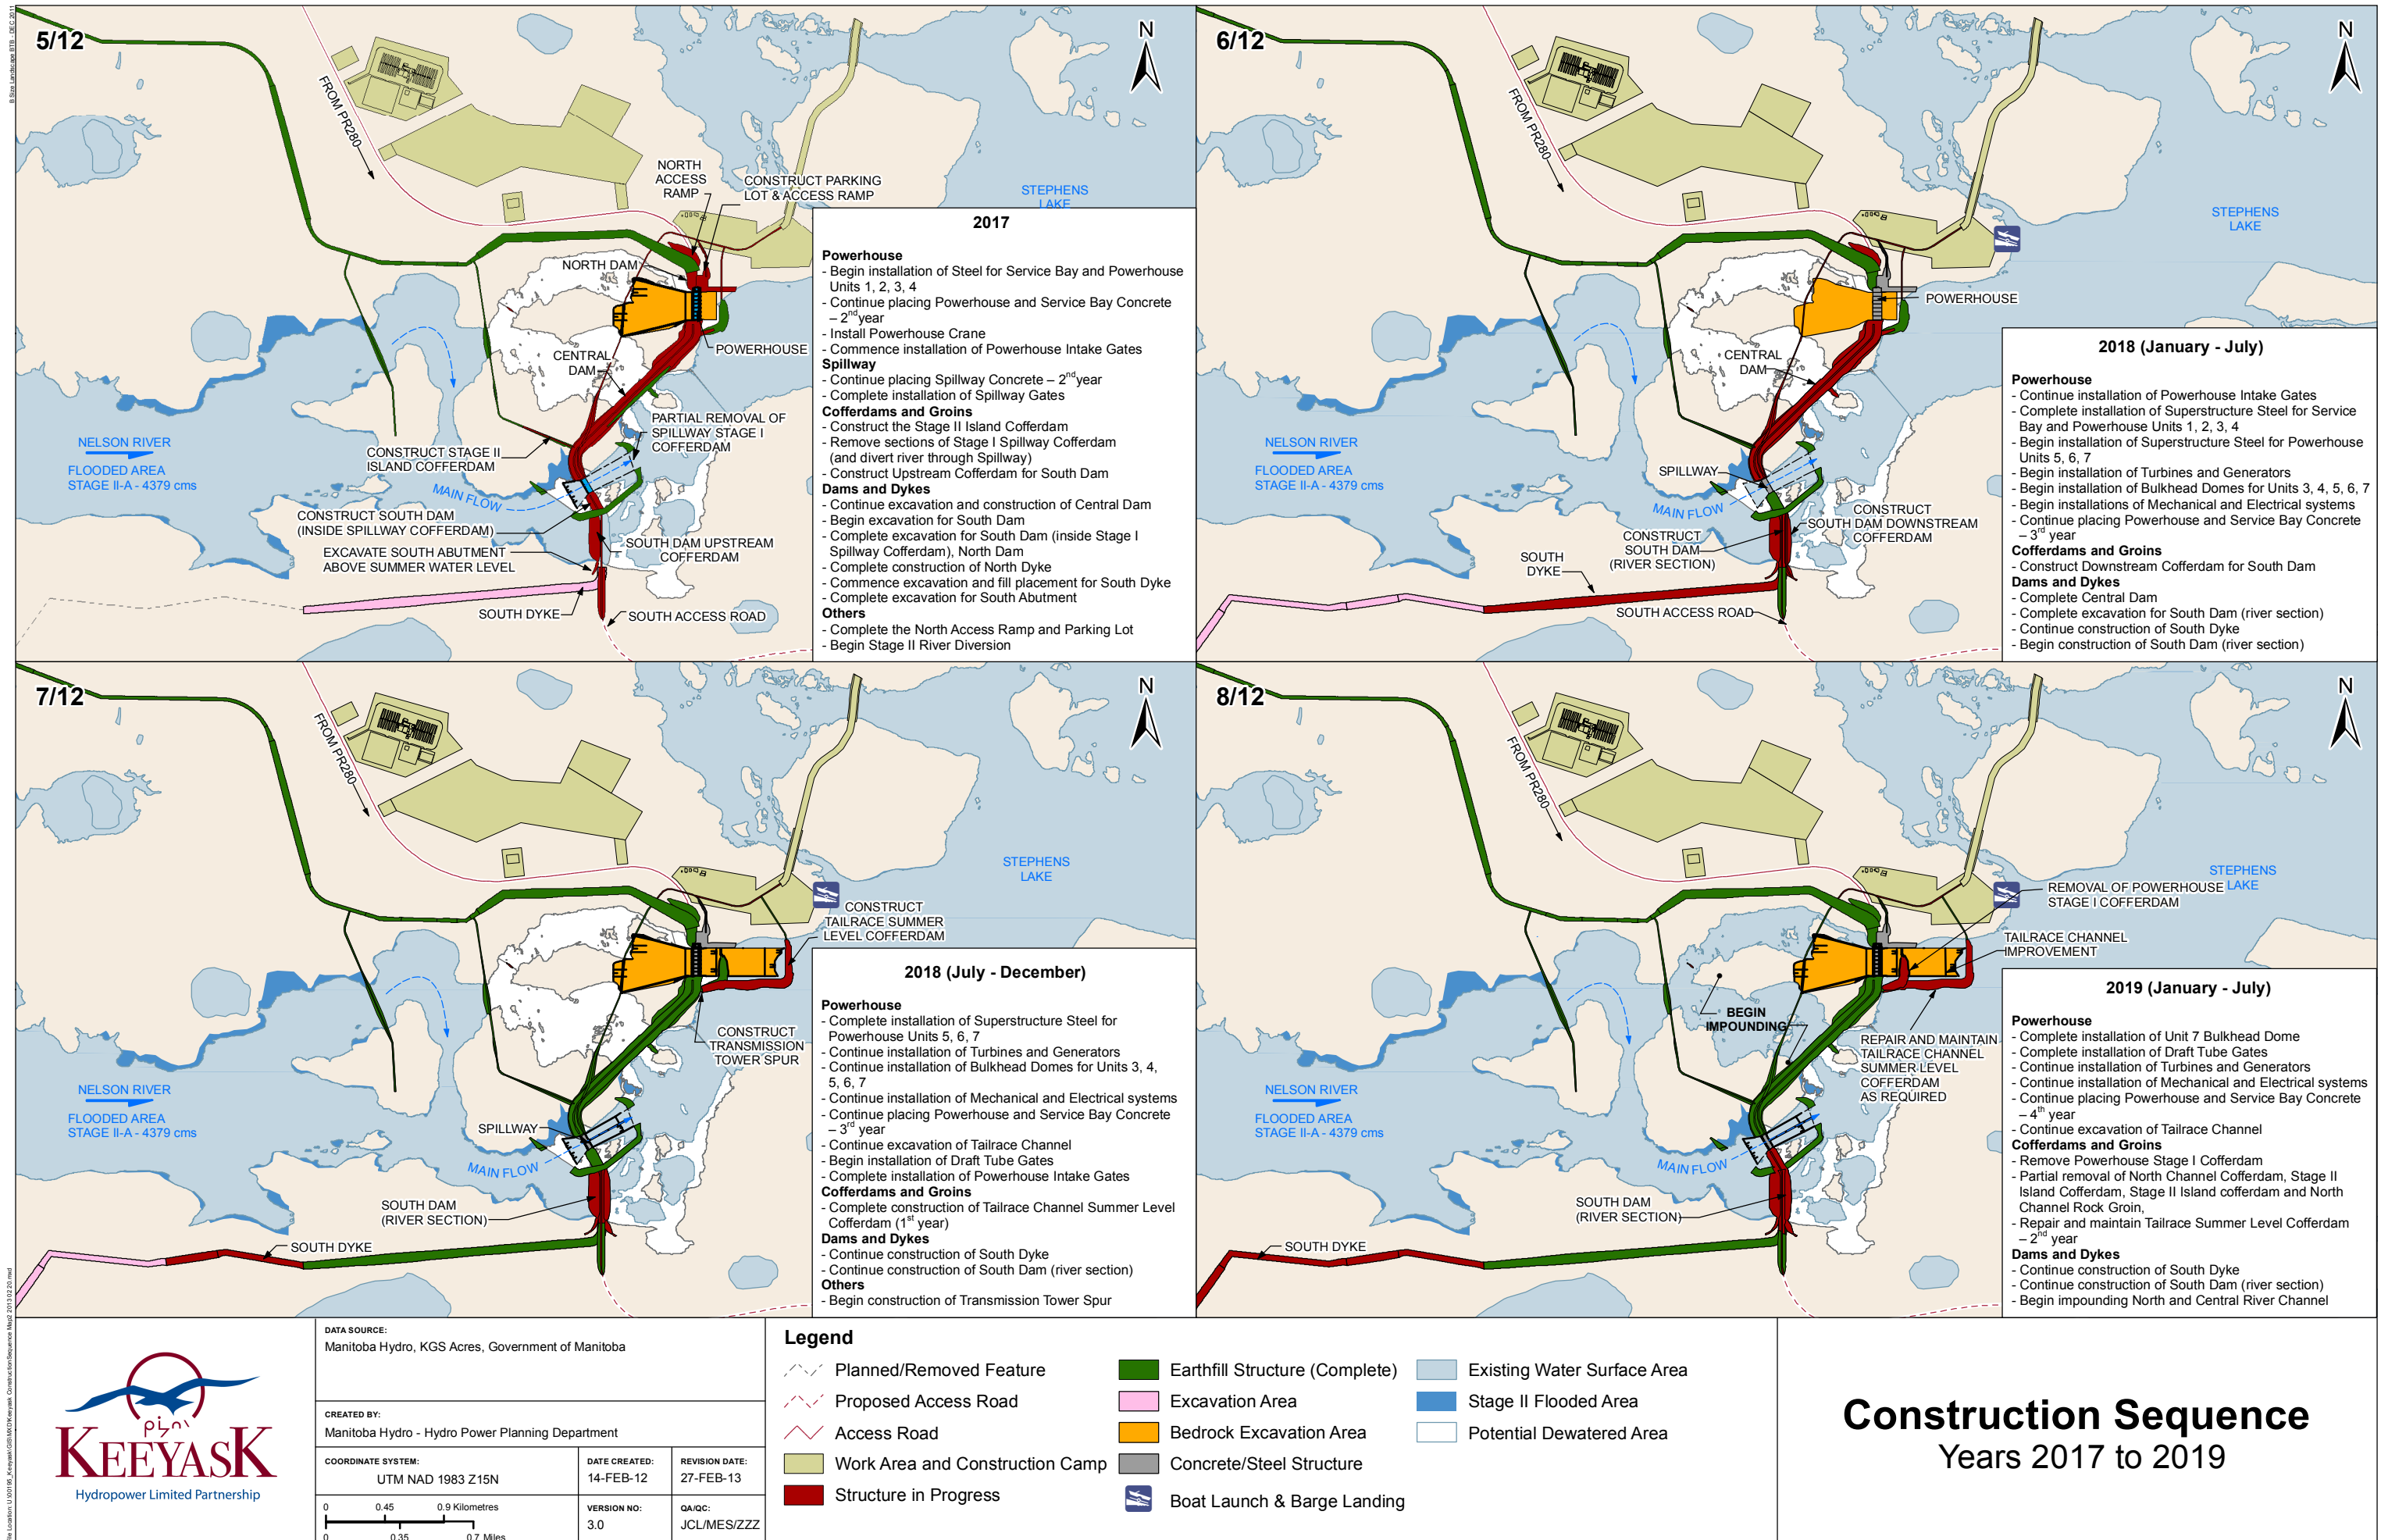 B Size Landscape BTB - DEC 2011
5/12
N
FROM PR280
NORTH
ACCESS
RAMP
CONSTRUCT PARKING
LOT & ACCESS RAMP
STEPHENS
LAKE
NORTH DAM
POWERHOUSE
CENTRAL
DAM
PARTIAL REMOVAL OF
SPILLWAY STAGE I
COFFERDAM
NELSON RIVER
FLOODED AREA
STAGE II-A - 4379 cms
CONSTRUCT STAGE II
ISLAND COFFERDAM
MAIN FLOW
CONSTRUCT SOUTH DAM
(INSIDE SPILLWAY COFFERDAM)
EXCAVATE SOUTH ABUTMENT
ABOVE SUMMER WATER LEVEL
SOUTH DAM UPSTREAM
COFFERDAM
SOUTH DYKE
SOUTH ACCESS ROAD
2017
Powerhouse
- Begin installation of Steel for Service Bay and Powerhouse
Units 1, 2, 3, 4
- Continue placing Powerhouse and Service Bay Concrete
– 2nd year
- Install Powerhouse Crane
- Commence installation of Powerhouse Intake Gates
Spillway
- Continue placing Spillway Concrete – 2nd year
- Complete installation of Spillway Gates
Cofferdams and Groins
- Construct the Stage II Island Cofferdam
- Remove sections of Stage I Spillway Cofferdam
(and divert river through Spillway)
- Construct Upstream Cofferdam for South Dam
Dams and Dykes
- Continue excavation and construction of Central Dam
- Begin excavation for South Dam
- Complete excavation for South Dam (inside Stage I
Spillway Cofferdam), North Dam
- Complete construction of North Dyke
- Commence excavation and fill placement for South Dyke
- Complete excavation for South Abutment
Others
- Complete the North Access Ramp and Parking Lot
- Begin Stage II River Diversion
6/12
N
FROM PR280
STEPHENS
LAKE
POWERHOUSE
CENTRAL
DAM
NELSON RIVER
FLOODED AREA
STAGE II-A - 4379 cms
SPILLWAY
MAIN FLOW
CONSTRUCT
SOUTH DAM DOWNSTREAM
COFFERDAM
CONSTRUCT
SOUTH DAM
(RIVER SECTION)
SOUTH
DYKE
SOUTH ACCESS ROAD
2018 (January - July)
Powerhouse
- Continue installation of Powerhouse Intake Gates
- Complete installation of Superstructure Steel for Service
Bay and Powerhouse Units 1, 2, 3, 4
- Begin installation of Superstructure Steel for Powerhouse
Units 5, 6, 7
- Begin installation of Turbines and Generators
- Begin installation of Bulkhead Domes for Units 3, 4, 5, 6, 7
- Begin installations of Mechanical and Electrical systems
- Continue placing Powerhouse and Service Bay Concrete
– 3rd year
Cofferdams and Groins
- Construct Downstream Cofferdam for South Dam
Dams and Dykes
- Complete Central Dam
- Complete excavation for South Dam (river section)
- Continue construction of South Dyke
- Begin construction of South Dam (river section)
7/12
N
FROM PR280
STEPHENS
LAKE
CONSTRUCT
TAILRACE SUMMER
LEVEL COFFERDAM
CONSTRUCT
TRANSMISSION
TOWER SPUR
NELSON RIVER
FLOODED AREA
STAGE II-A - 4379 cms
SPILLWAY
MAIN FLOW
SOUTH DAM
(RIVER SECTION)
SOUTH DYKE
2018 (July - December)
Powerhouse
- Complete installation of Superstructure Steel for
Powerhouse Units 5, 6, 7
- Continue installation of Turbines and Generators
- Continue installation of Bulkhead Domes for Units 3, 4,
5, 6, 7
- Continue installation of Mechanical and Electrical systems
- Continue placing Powerhouse and Service Bay Concrete
– 3rd year
- Continue excavation of Tailrace Channel
- Begin installation of Draft Tube Gates
- Complete installation of Powerhouse Intake Gates
Cofferdams and Groins
- Complete construction of Tailrace Channel Summer Level
Cofferdam (1st year)
Dams and Dykes
- Continue construction of South Dyke
- Continue construction of South Dam (river section)
Others
- Begin construction of Transmission Tower Spur
8/12
N
FROM PR280
STEPHENS
LAKE
REMOVAL OF POWERHOUSE
STAGE I COFFERDAM
TAILRACE CHANNEL
IMPROVEMENT
BEGIN
IMPOUNDING
REPAIR AND MAINTAIN
TAILRACE CHANNEL
SUMMER LEVEL
COFFERDAM
AS REQUIRED
NELSON RIVER
FLOODED AREA
STAGE II-A - 4379 cms
MAIN FLOW
SOUTH DAM
(RIVER SECTION)
SOUTH DYKE
2019 (January - July)
Powerhouse
- Complete installation of Unit 7 Bulkhead Dome
- Complete installation of Draft Tube Gates
- Continue installation of Turbines and Generators
- Continue installation of Mechanical and Electrical systems
- Continue placing Powerhouse and Service Bay Concrete
– 4th year
- Continue excavation of Tailrace Channel
Cofferdams and Groins
- Remove Powerhouse Stage I Cofferdam
- Partial removal of North Channel Cofferdam, Stage II
Island Cofferdam, Stage II Island cofferdam and North
Channel Rock Groin,
- Repair and maintain Tailrace Summer Level Cofferdam
– 2nd year
Dams and Dykes
- Continue construction of South Dyke
- Continue construction of South Dam (river section)
- Begin impounding North and Central River Channel
KEEYASK
Hydropower Limited Partnership
DATA SOURCE:
Manitoba Hydro, KGS Acres, Government of Manitoba
CREATED BY:
Manitoba Hydro - Hydro Power Planning Department
COORDINATE SYSTEM:
UTM NAD 1983 Z15N
DATE CREATED:
14-FEB-12
REVISION DATE:
27-FEB-13
0 0.45 0.9 Kilometres
0 0.35 0.7 Miles
VERSION NO:
3.0
QA/QC:
JCL/MES/ZZZ
Legend
Planned/Removed Feature
Proposed Access Road
Access Road
Work Area and Construction Camp
Structure in Progress
Earthfill Structure (Complete)
Excavation Area
Bedrock Excavation Area
Concrete/Steel Structure
Boat Launch & Barge Landing
Existing Water Surface Area
Stage II Flooded Area
Potential Dewatered Area
Construction Sequence
Years 2017 to 2019